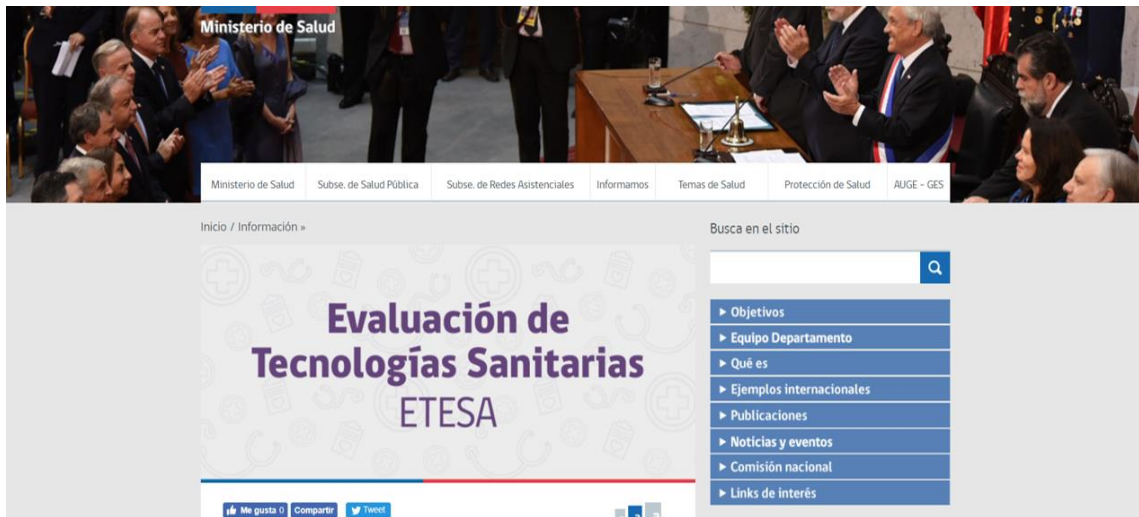 Ministerio de Salud
Ministerio de Salud
Subse. de Salud Pública
Subse. de Redes Asistenciales
Informamos
Temas de Salud
Protección de Salud
AUGE – GES
Inicio / Información »
Evaluación de
Tecnologías Sanitarias
ETESA
Me gusta 0
Compartir
Tweet
a
a
a
Busca en el sitio
Objetivos
Equipo Departamento
Qué es
Ejemplos internacionales
Publicaciones
Noticias y eventos
Comisión nacional
Links de interés